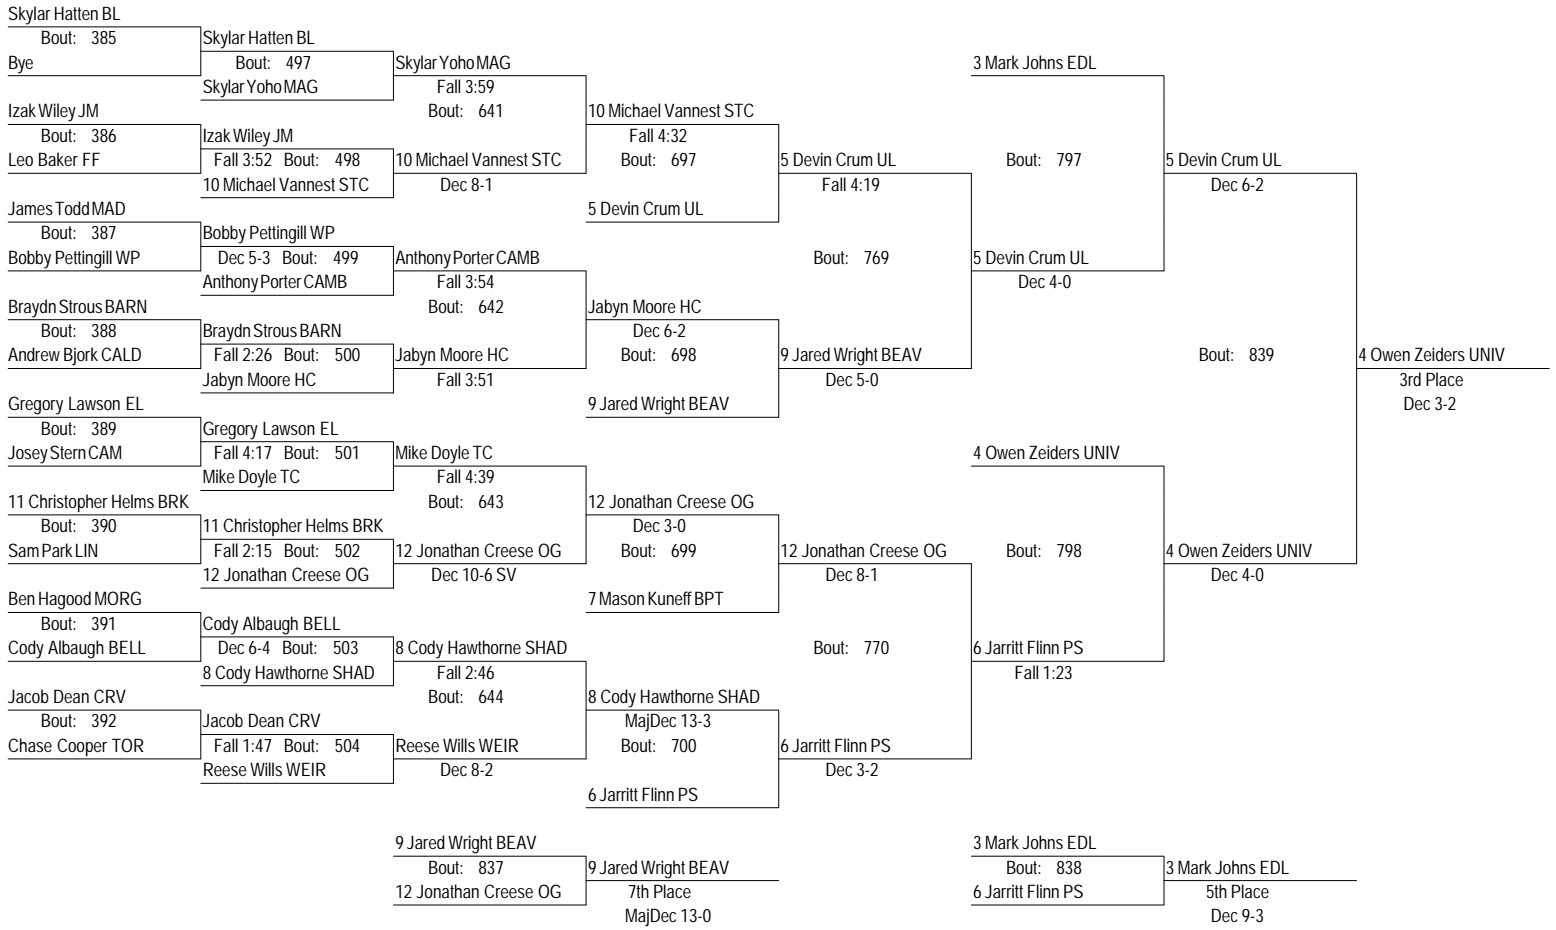 Skylar Hatten BL
Bout: 385
Bye
Izak Wiley JM
Bout: 386
Leo Baker FF
James Todd MAD
Bout: 387
Bobby Pettingill WP
Braydn Strous BARN
Bout: 388
Andrew Bjork CALD
Gregory Lawson EL
Bout: 389
Josey Stern CAM
11 Christopher Helms BRK
Bout: 390
Sam Park LIN
Ben Hagood MORG
Bout: 391
Cody Albaugh BELL
Jacob Dean CRV
Bout: 392
Chase Cooper TOR
Skylar Hatten BL
Bout: 497
Skylar Yoho MAG
Izak Wiley JM
Fall 3:52 Bout: 498
10 Michael Vannest STC
Bobby Pettingill WP
Dec 5-3 Bout: 499
Anthony Porter CAMB
Braydn Strous BARN
Fall 2:26 Bout: 500
Jabyn Moore HC
Gregory Lawson EL
Fall 4:17 Bout: 501
Mike Doyle TC
11 Christopher Helms BRK
Fall 2:15 Bout: 502
12 Jonathan Creese OG
Cody Albaugh BELL
Dec 6-4 Bout: 503
8 Cody Hawthorne SHAD
Jacob Dean CRV
Fall 1:47 Bout: 504
Reese Wills WEIR
Skylar Yoho MAG
Fall 3:59
Bout: 641
10 Michael Vannest STC
Dec 8-1
Anthony Porter CAMB
Fall 3:54
Bout: 642
Jabyn Moore HC
Fall 3:51
Mike Doyle TC
Fall 4:39
Bout: 643
12 Jonathan Creese OG
Dec 10-6 SV
8 Cody Hawthorne SHAD
Fall 2:46
Bout: 644
Reese Wills WEIR
Dec 8-2
10 Michael Vannest STC
Fall 4:32
Bout: 697
5 Devin Crum UL
Jabyn Moore HC
Dec 6-2
Bout: 698
9 Jared Wright BEAV
12 Jonathan Creese OG
Dec 3-0
Bout: 699
7 Mason Kuneff BPT
8 Cody Hawthorne SHAD
MajDec 13-3
Bout: 700
6 Jarritt Flinn PS
5 Devin Crum UL
Fall 4:19
Bout: 769
9 Jared Wright BEAV
Dec 5-0
12 Jonathan Creese OG
Dec 8-1
Bout: 770
6 Jarritt Flinn PS
Dec 3-2
3 Mark Johns EDL
Bout: 797
5 Devin Crum UL
Dec 4-0
4 Owen Zeiders UNIV
Bout: 798
6 Jarritt Flinn PS
Fall 1:23
5 Devin Crum UL
Dec 6-2
Bout: 839
4 Owen Zeiders UNIV
Dec 4-0
4 Owen Zeiders UNIV
3rd Place
Dec 3-2
9 Jared Wright BEAV
Bout: 837
12 Jonathan Creese OG
9 Jared Wright BEAV
7th Place
MajDec 13-0
3 Mark Johns EDL
Bout: 838
6 Jarritt Flinn PS
3 Mark Johns EDL
5th Place
Dec 9-3